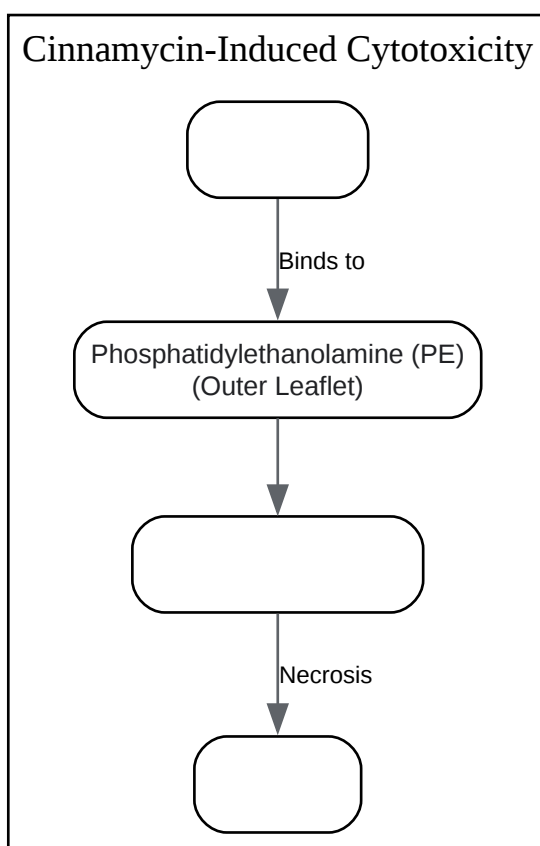 Cinnamycin-Induced Cytotoxicity
Binds to
Phosphatidylethanolamine (PE)
(Outer Leaflet)
Necrosis